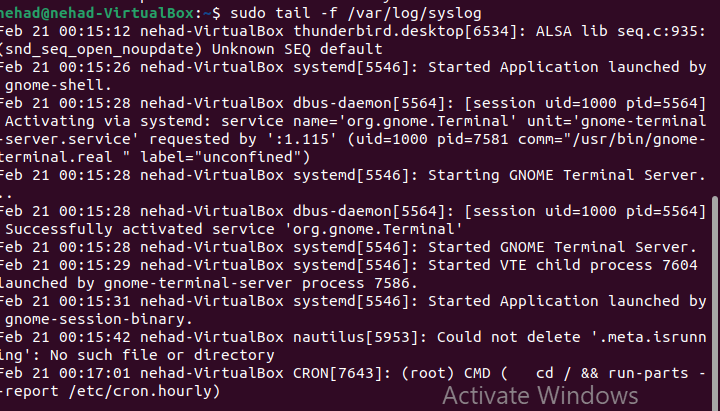 nehad@nehad-VirtualBox:~$ sudo tail -f /var/log/syslog
Feb 21 00:15:12 nehad-VirtualBox thunderbird.desktop[6534]: ALSA lib seq.c:935:
(snd_seq_open_noupdate) Unknown SEQ default
Feb 21 00:15:26 nehad-VirtualBox systemd[5546]: Started Application launched by
gnome-shell.
Feb 21 00:15:28 nehad-VirtualBox dbus-daemon[5564]: [session uid=1000 pid=5564]
Activating via systemd: service name='org.gnome.Terminal' unit='gnome-terminal
-server.service' requested by ':1.115' (uid=1000 pid=7581 comm="/usr/bin/gnome-
terminal.real " label="unconfined")
Feb 21 00:15:28 nehad-VirtualBox systemd[5546]: Starting GNOME Terminal Server.
..
Feb 21 00:15:28 nehad-VirtualBox dbus-daemon[5564]: [session uid=1000 pid=5564]
Successfully activated service 'org.gnome.Terminal'
Feb 21 00:15:28 nehad-VirtualBox systemd[5546]: Started GNOME Terminal Server.
Feb 21 00:15:29 nehad-VirtualBox systemd[5546]: Started VTE child process 7604
launched by gnome-terminal-server process 7586.
Feb 21 00:15:31 nehad-VirtualBox systemd[5546]: Started Application launched by
gnome-session-binary.
Feb 21 00:15:42 nehad-VirtualBox nautilus[5953]: Could not delete '.meta.isrunn
ing': No such file or directory
Feb 21 00:17:01 nehad-VirtualBox CRON[7643]: (root) CMD (   cd / && run-parts -
-report /etc/cron.hourly)
Activate Windows